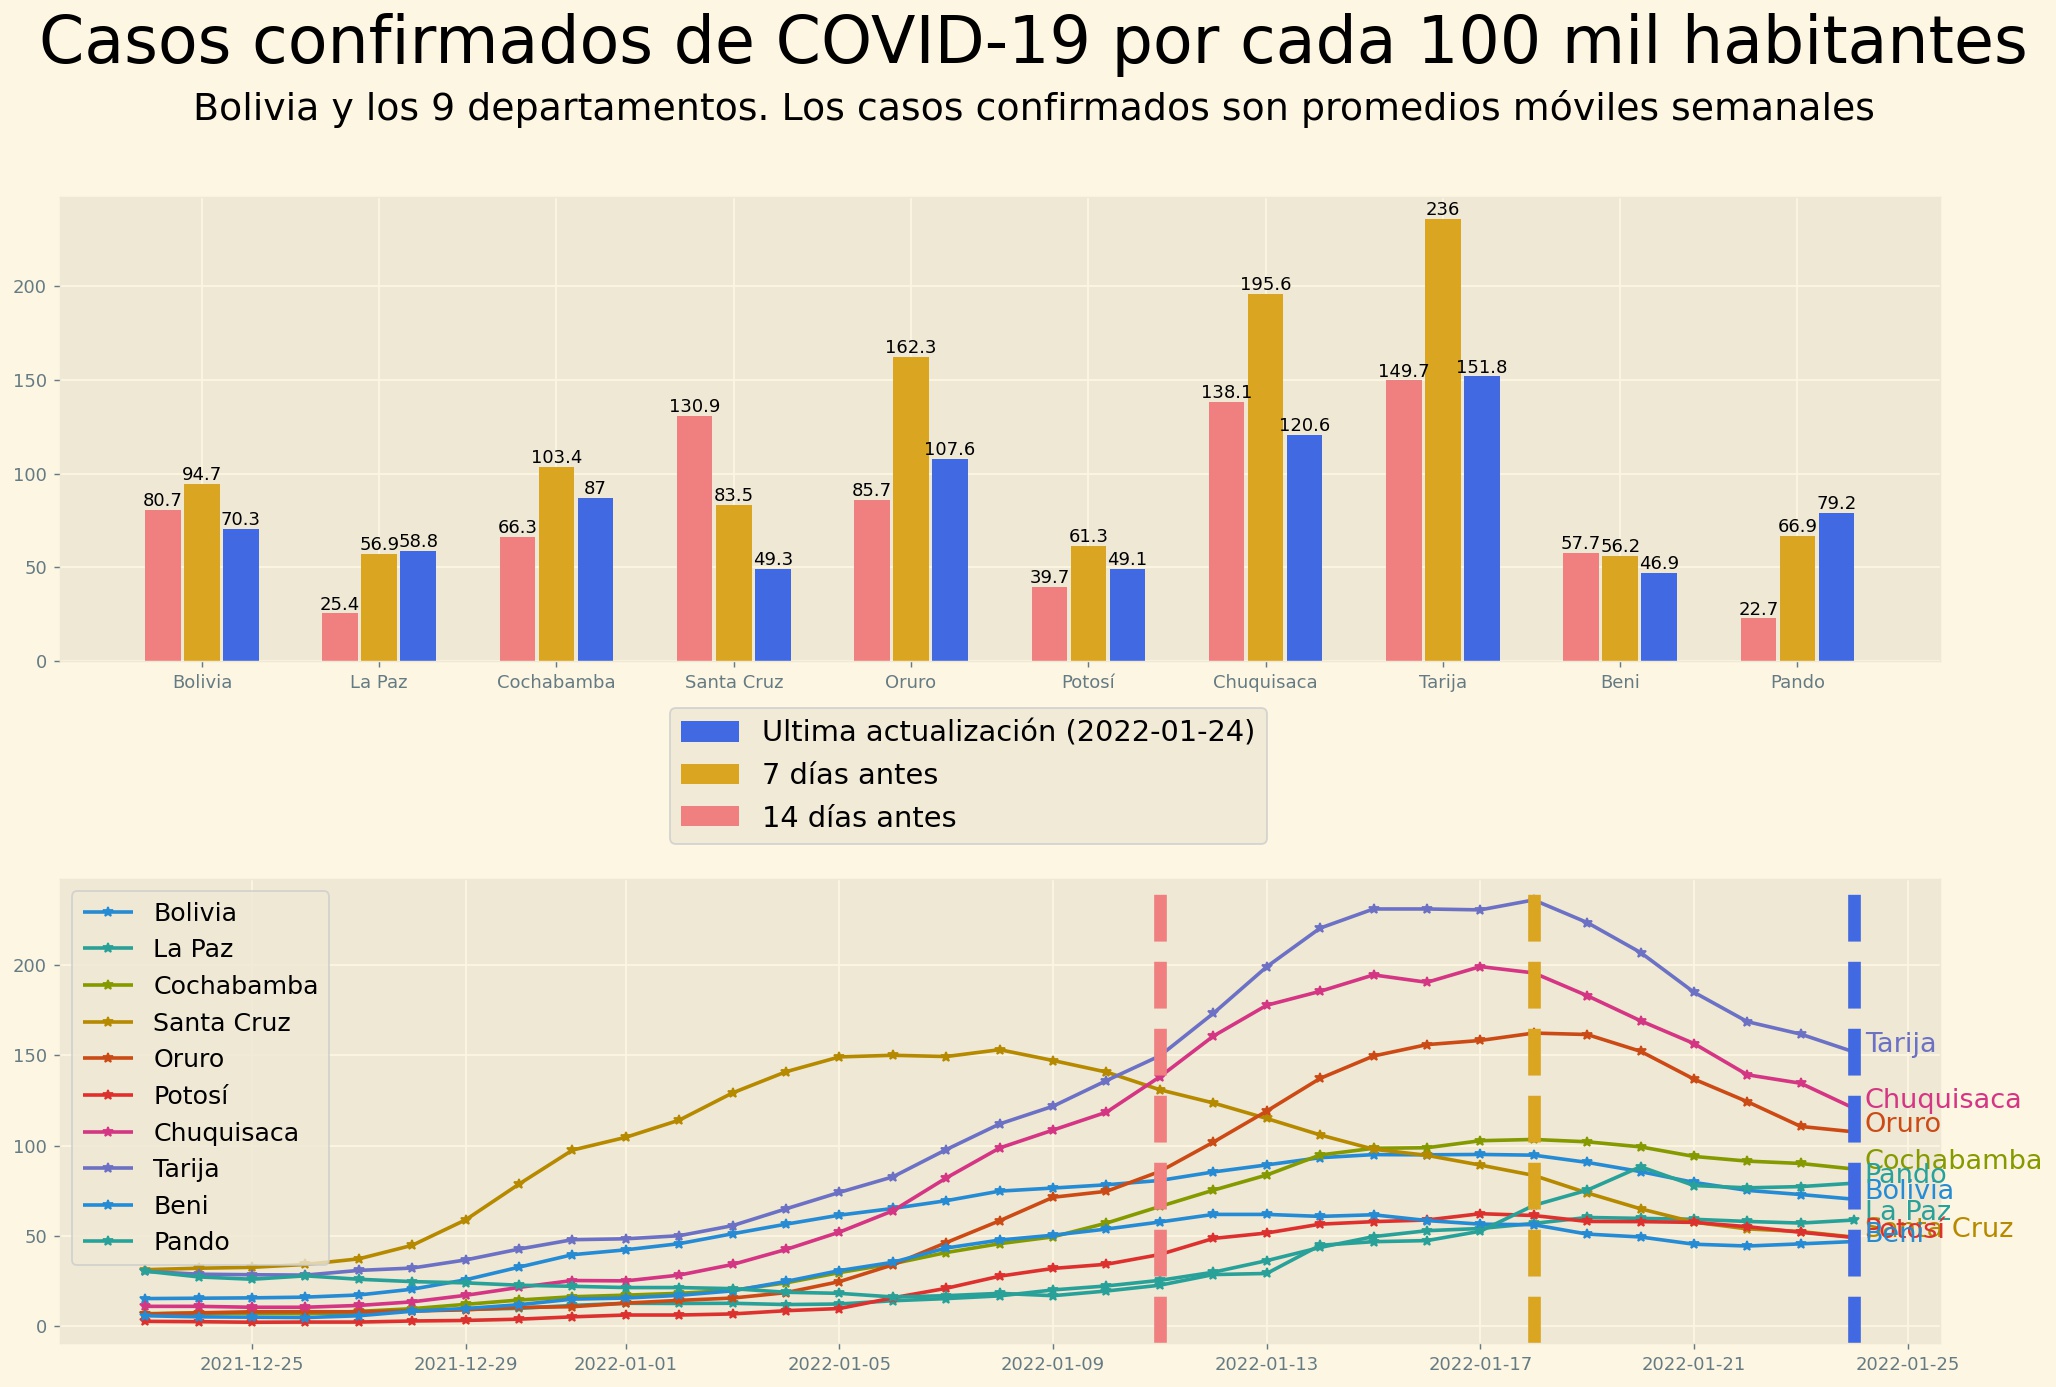 Casos confirmados de COVID-19 por cada 100 mil habitantes
Bolivia y los 9 departamentos. Los casos confirmados son promedios móviles semanales
236
200
195.6
162.3
150
149.7 151.8
138.1
130.9
120.6
107.6
103.4
100
94.7
87
85.7
83.5
80.7
79.2
70.3
66.3
66.9
61.3
56.9 58.8
57.7 56.2
50
49.3
49.1
46.9
39.7
25.4
22.7
0
Bolivia La Paz Cochabamba Santa Cruz Oruro Potosí Chuquisaca Tarija Beni Pando
Ultima actualización (2022-01-24)
7 días antes
14 días antes
Bolivia
La Paz
Cochabamba
Santa Cruz
Oruro
Potosí
Chuquisaca
Tarija
Beni
Pando
200
150
100
50
0
Tarija
Chuquisaca
Oruro
Cochabamba
Pando
Bolivia
La Paz
Potosí
Santa Cruz
Beni
2021-12-25 2021-12-29 2022-01-01 2022-01-05 2022-01-09 2022-01-13 2022-01-17 2022-01-21 2022-01-25